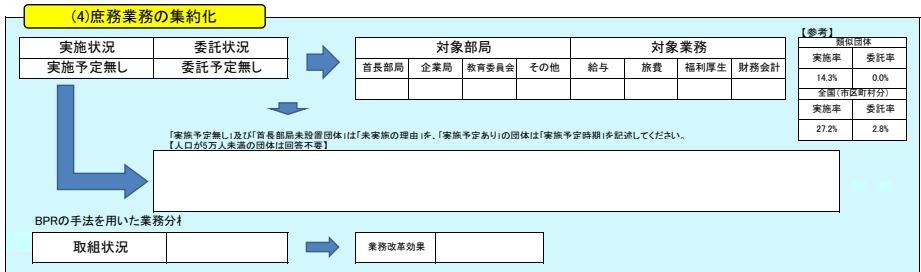 (4)庶務業務の集約化
【参考】
実施状況 委託状況
実施予定無し 委託予定無し
対象部局 対象業務
首長部局 企業局 教育委員会 その他 給与 旅費 福利厚生 財務会計
類似団体
実施率 委託率
14.3% 0.0%
全国(市区町村分)
実施率 委託率
27.2% 2.8%
「実施予定無し」及び「首長部局未設置団体」は「未実施の理由」を、「実施予定あり」の団体は「実施予定時期」を記述してください。
【人口が5万人未満の団体は回答不要】
BPRの手法を用いた業務分析
取組状況
業務改革効果